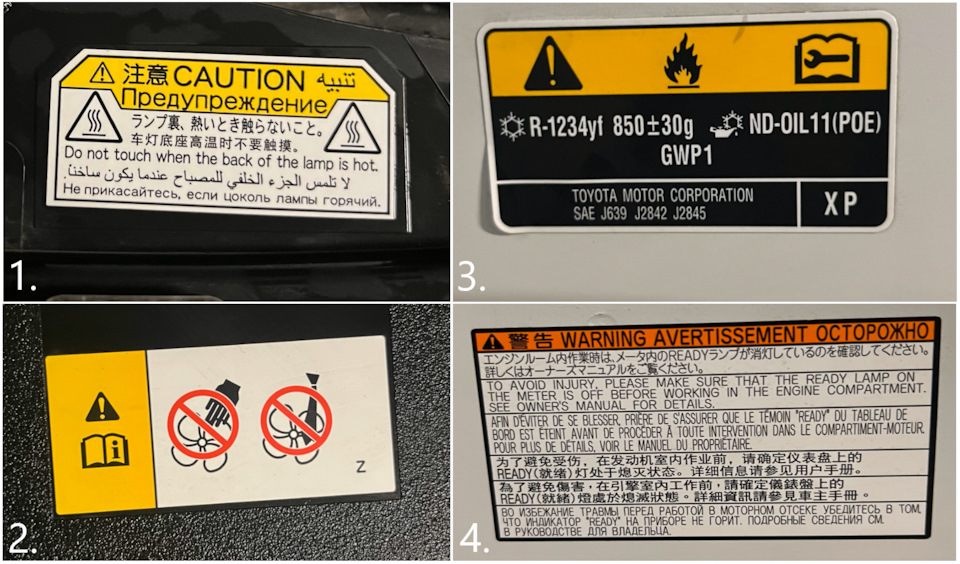 注意 CAUTION تنبيه
Предупреждение
ランプ裏、熱いとき触らないこと。
车灯底座高温时不要触摸。
Do not touch when the back of the lamp is hot.
لا تلمس الجزء الخلفي للمصباح عندما يكون ساخناً.
Не прикасайтесь, если цоколь лампы горячий.
1.
Z
2.
R-1234yf 850±30g ND-OIL11(POE)
GWP1
TOYOTA MOTOR CORPORATION
SAE J639 J2842 J2845
XP
3.
警告 WARNING AVERTISSEMENT ОСТОРОЖНО
エンジンルーム内作業時は、メータ内のREADYランプが消灯しているのを確認してください。
詳しくはオーナーズマニュアルをご覧ください。
TO AVOID INJURY, PLEASE MAKE SURE THAT THE READY LAMP ON
THE METER IS OFF BEFORE WORKING IN THE ENGINE COMPARTMENT.
SEE OWNER'S MANUAL FOR DETAILS.
AFIN D'ÉVITER DE SE BLESSER, PRIÈRE DE S'ASSURER QUE LE TÉMOIN "READY" DU TABLEAU DE
BORD EST ÉTEINT AVANT DE PROCÉDER À TOUTE INTERVENTION DANS LE COMPARTIMENT-MOTEUR.
POUR PLUS DE DÉTAILS, VOIR LE MANUEL DU PROPRIÉTAIRE.
为了避免受伤，在发动机室内作业前，请确定仪表盘上的
READY(就绪)灯处于熄灭状态。详细信息请参见用户手册。
為了避免傷害，在引擎室內工作前，請確定儀錶盤上的
READY(就緒)燈處於熄滅狀態。詳細資訊請參見車主手冊。
ВО ИЗБЕЖАНИЕ ТРАВМЫ ПЕРЕД РАБОТОЙ В МОТОРНОМ ОТСЕКЕ УБЕДИТЕСЬ В ТОМ,
ЧТО ИНДИКАТОР "READY" НА ПРИБОРЕ НЕ ГОРИТ. ПОДРОБНЫЕ СВЕДЕНИЯ СМ.
В РУКОВОДСТВЕ ДЛЯ ВЛАДЕЛЬЦА.
4.